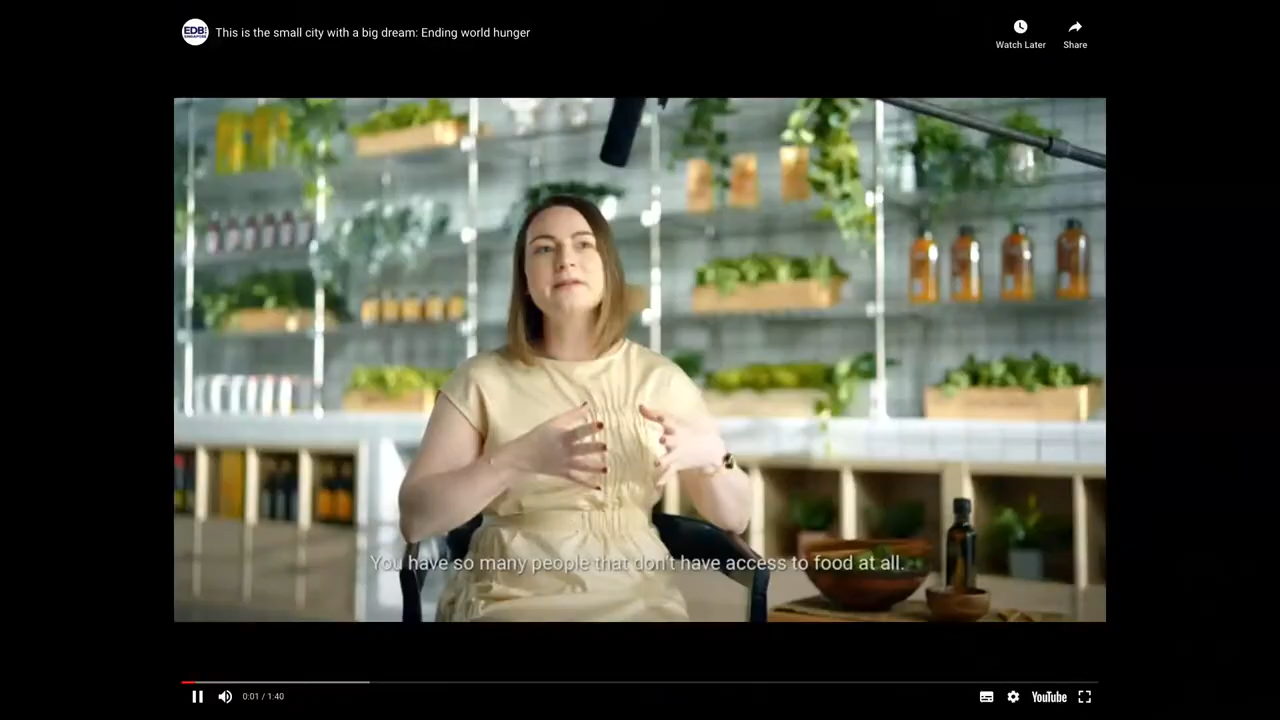 EDB
SINGAPORE
This is the small city with a big dream: Ending world hunger
Watch Later
Share
You have so many people that don't have access to food at all.
0:01 / 1:40
YouTube